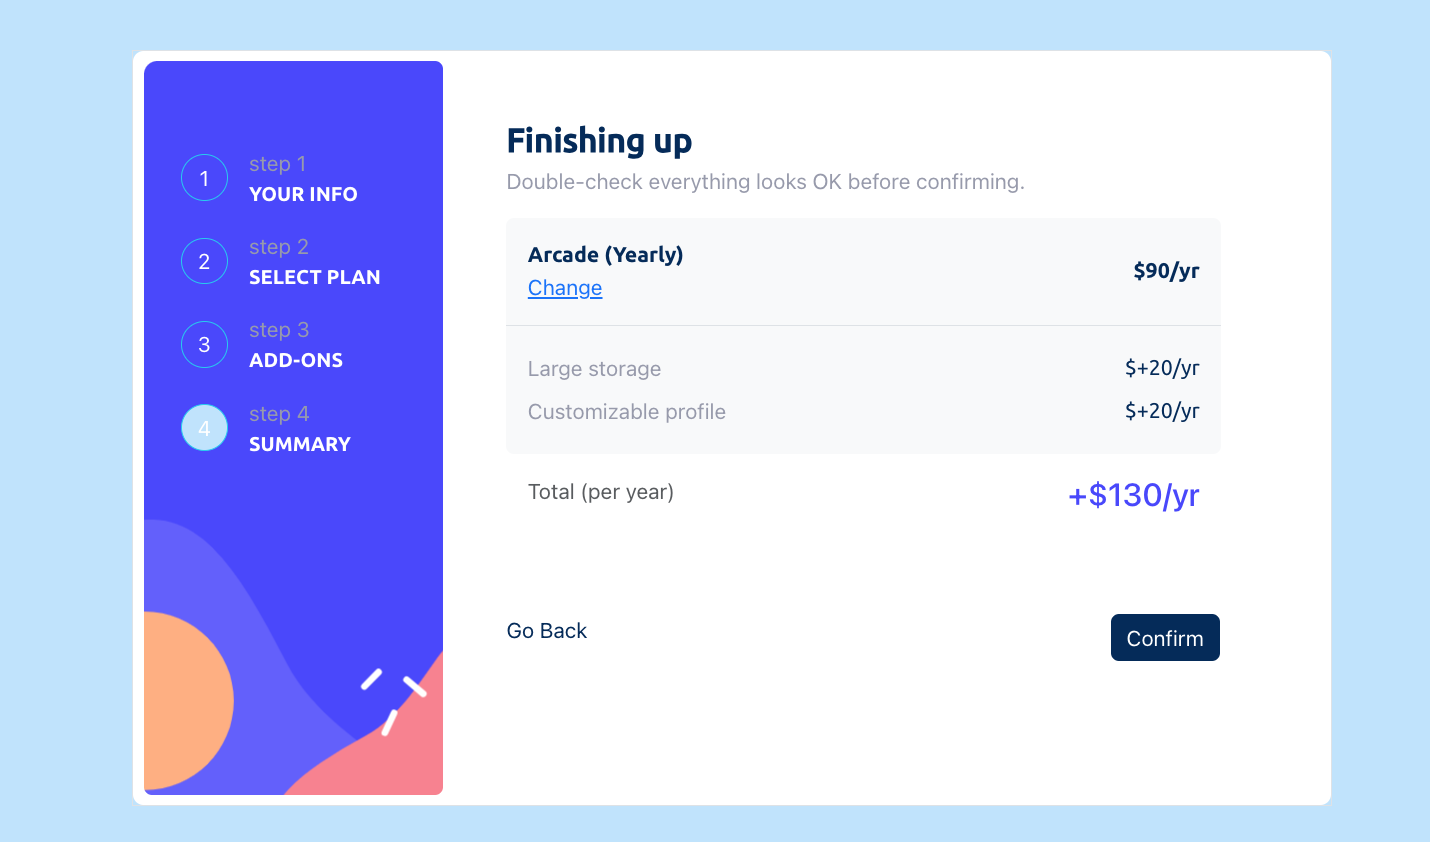 1
step 1
YOUR INFO
2
step 2
SELECT PLAN
3
step 3
ADD-ONS
4
step 4
SUMMARY
Finishing up
Double-check everything looks OK before confirming.
Arcade (Yearly)
Change
$90/yr
Large storage
$+20/yr
Customizable profile
$+20/yr
Total (per year)
+$130/yr
Go Back
Confirm